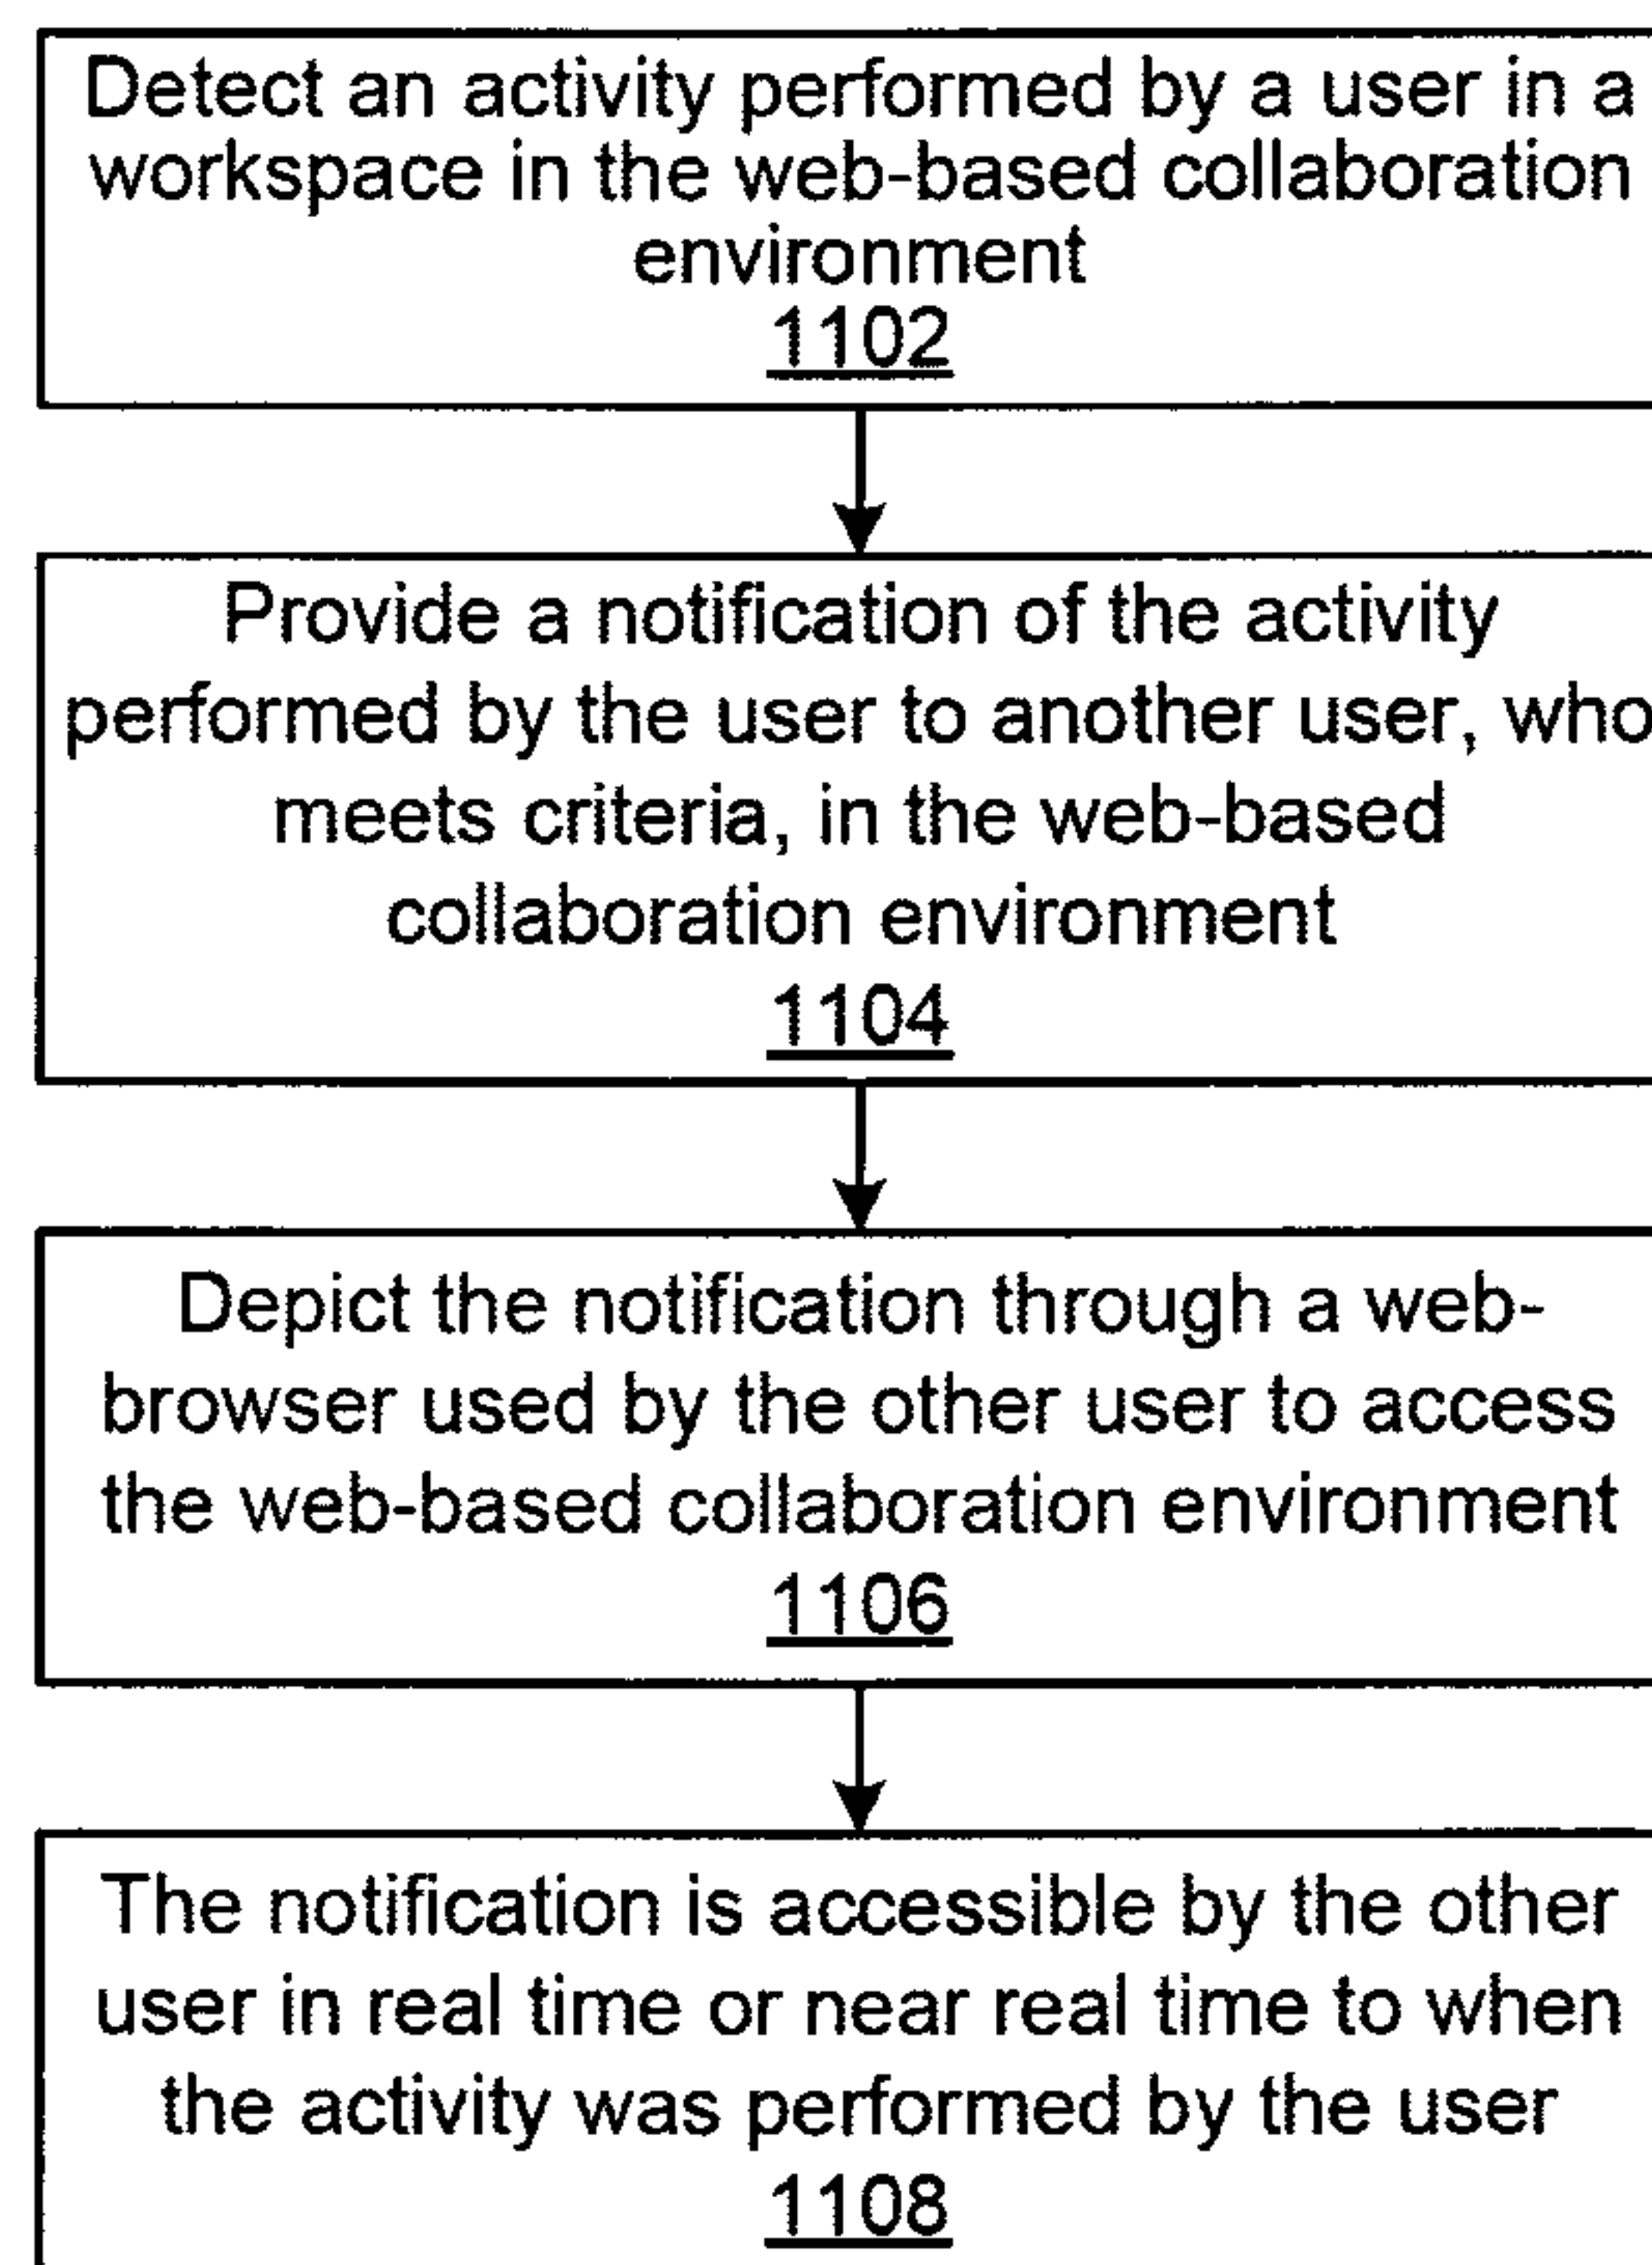 Detect an activity performed by a user in a
workspace in the web-based collaboration
environment
1102
Provide a notification of the activity
performed by the user to another user, who
meets criteria, in the web-based
collaboration environment
1104
Depict the notification through a web-
browser used by the other user to access
the web-based collaboration environment
1106
The notification is accessible by the other
user in real time or near real time to when
the activity was performed by the user
1108